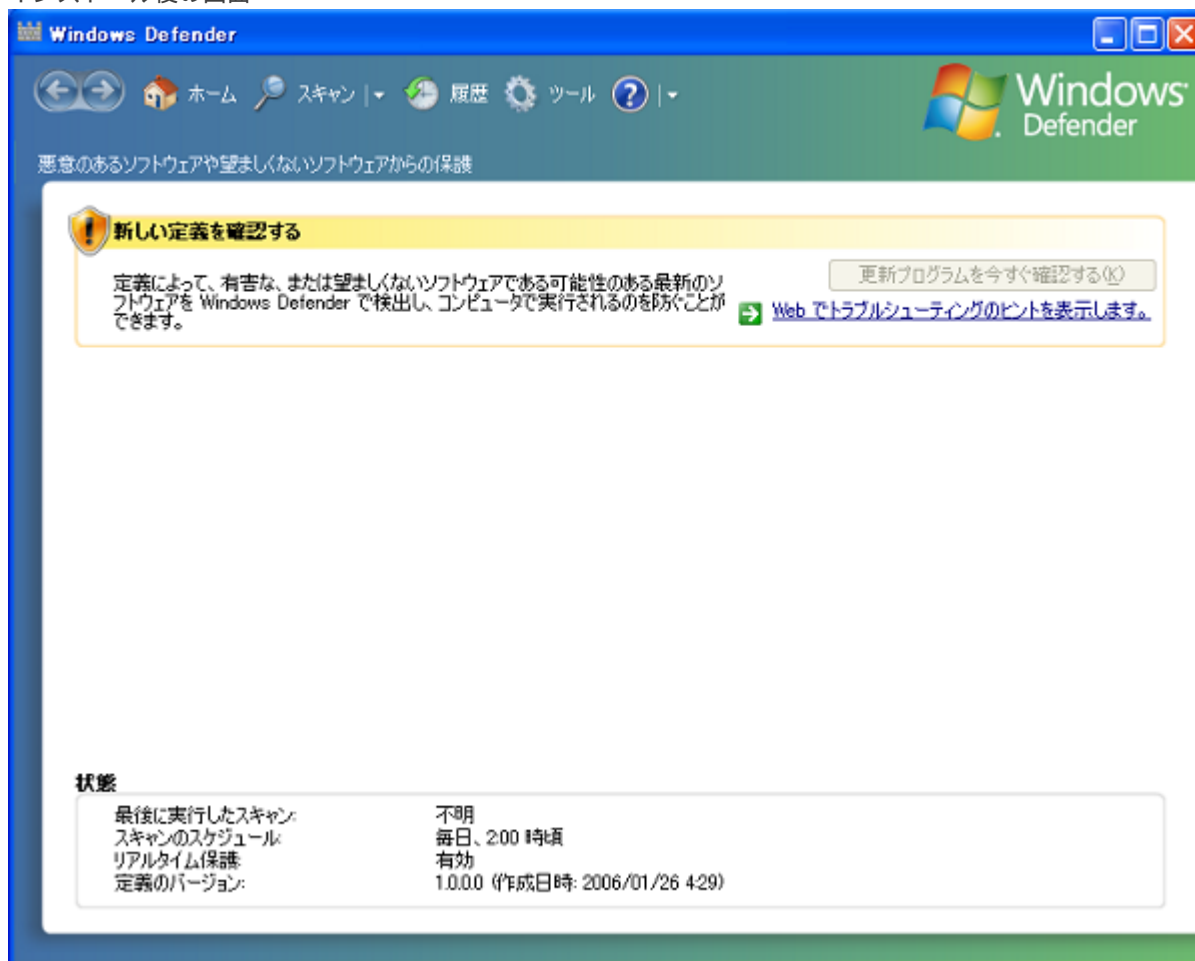 Windows Defender
ホーム スキャン 履歴 ツール
Windows Defender
悪意のあるソフトウェアや望ましくないソフトウェアからの保護
新しい定義を確認する
定義によって、有害な、または望ましくないソフトウェアである可能性のある最新のソ
フトウェアを Windows Defender で検出し、コンピュータで実行されるのを防ぐことが
できます。
更新プログラムを今すぐ確認する(K)
Web でトラブルシューティングのヒントを表示します。
状態
最後に実行したスキャン: 不明
スキャンのスケジュール: 毎日、2:00 時頃
リアルタイム保護: 有効
定義のバージョン: 1.0.0.0 (作成日時: 2006/01/26 4:29)